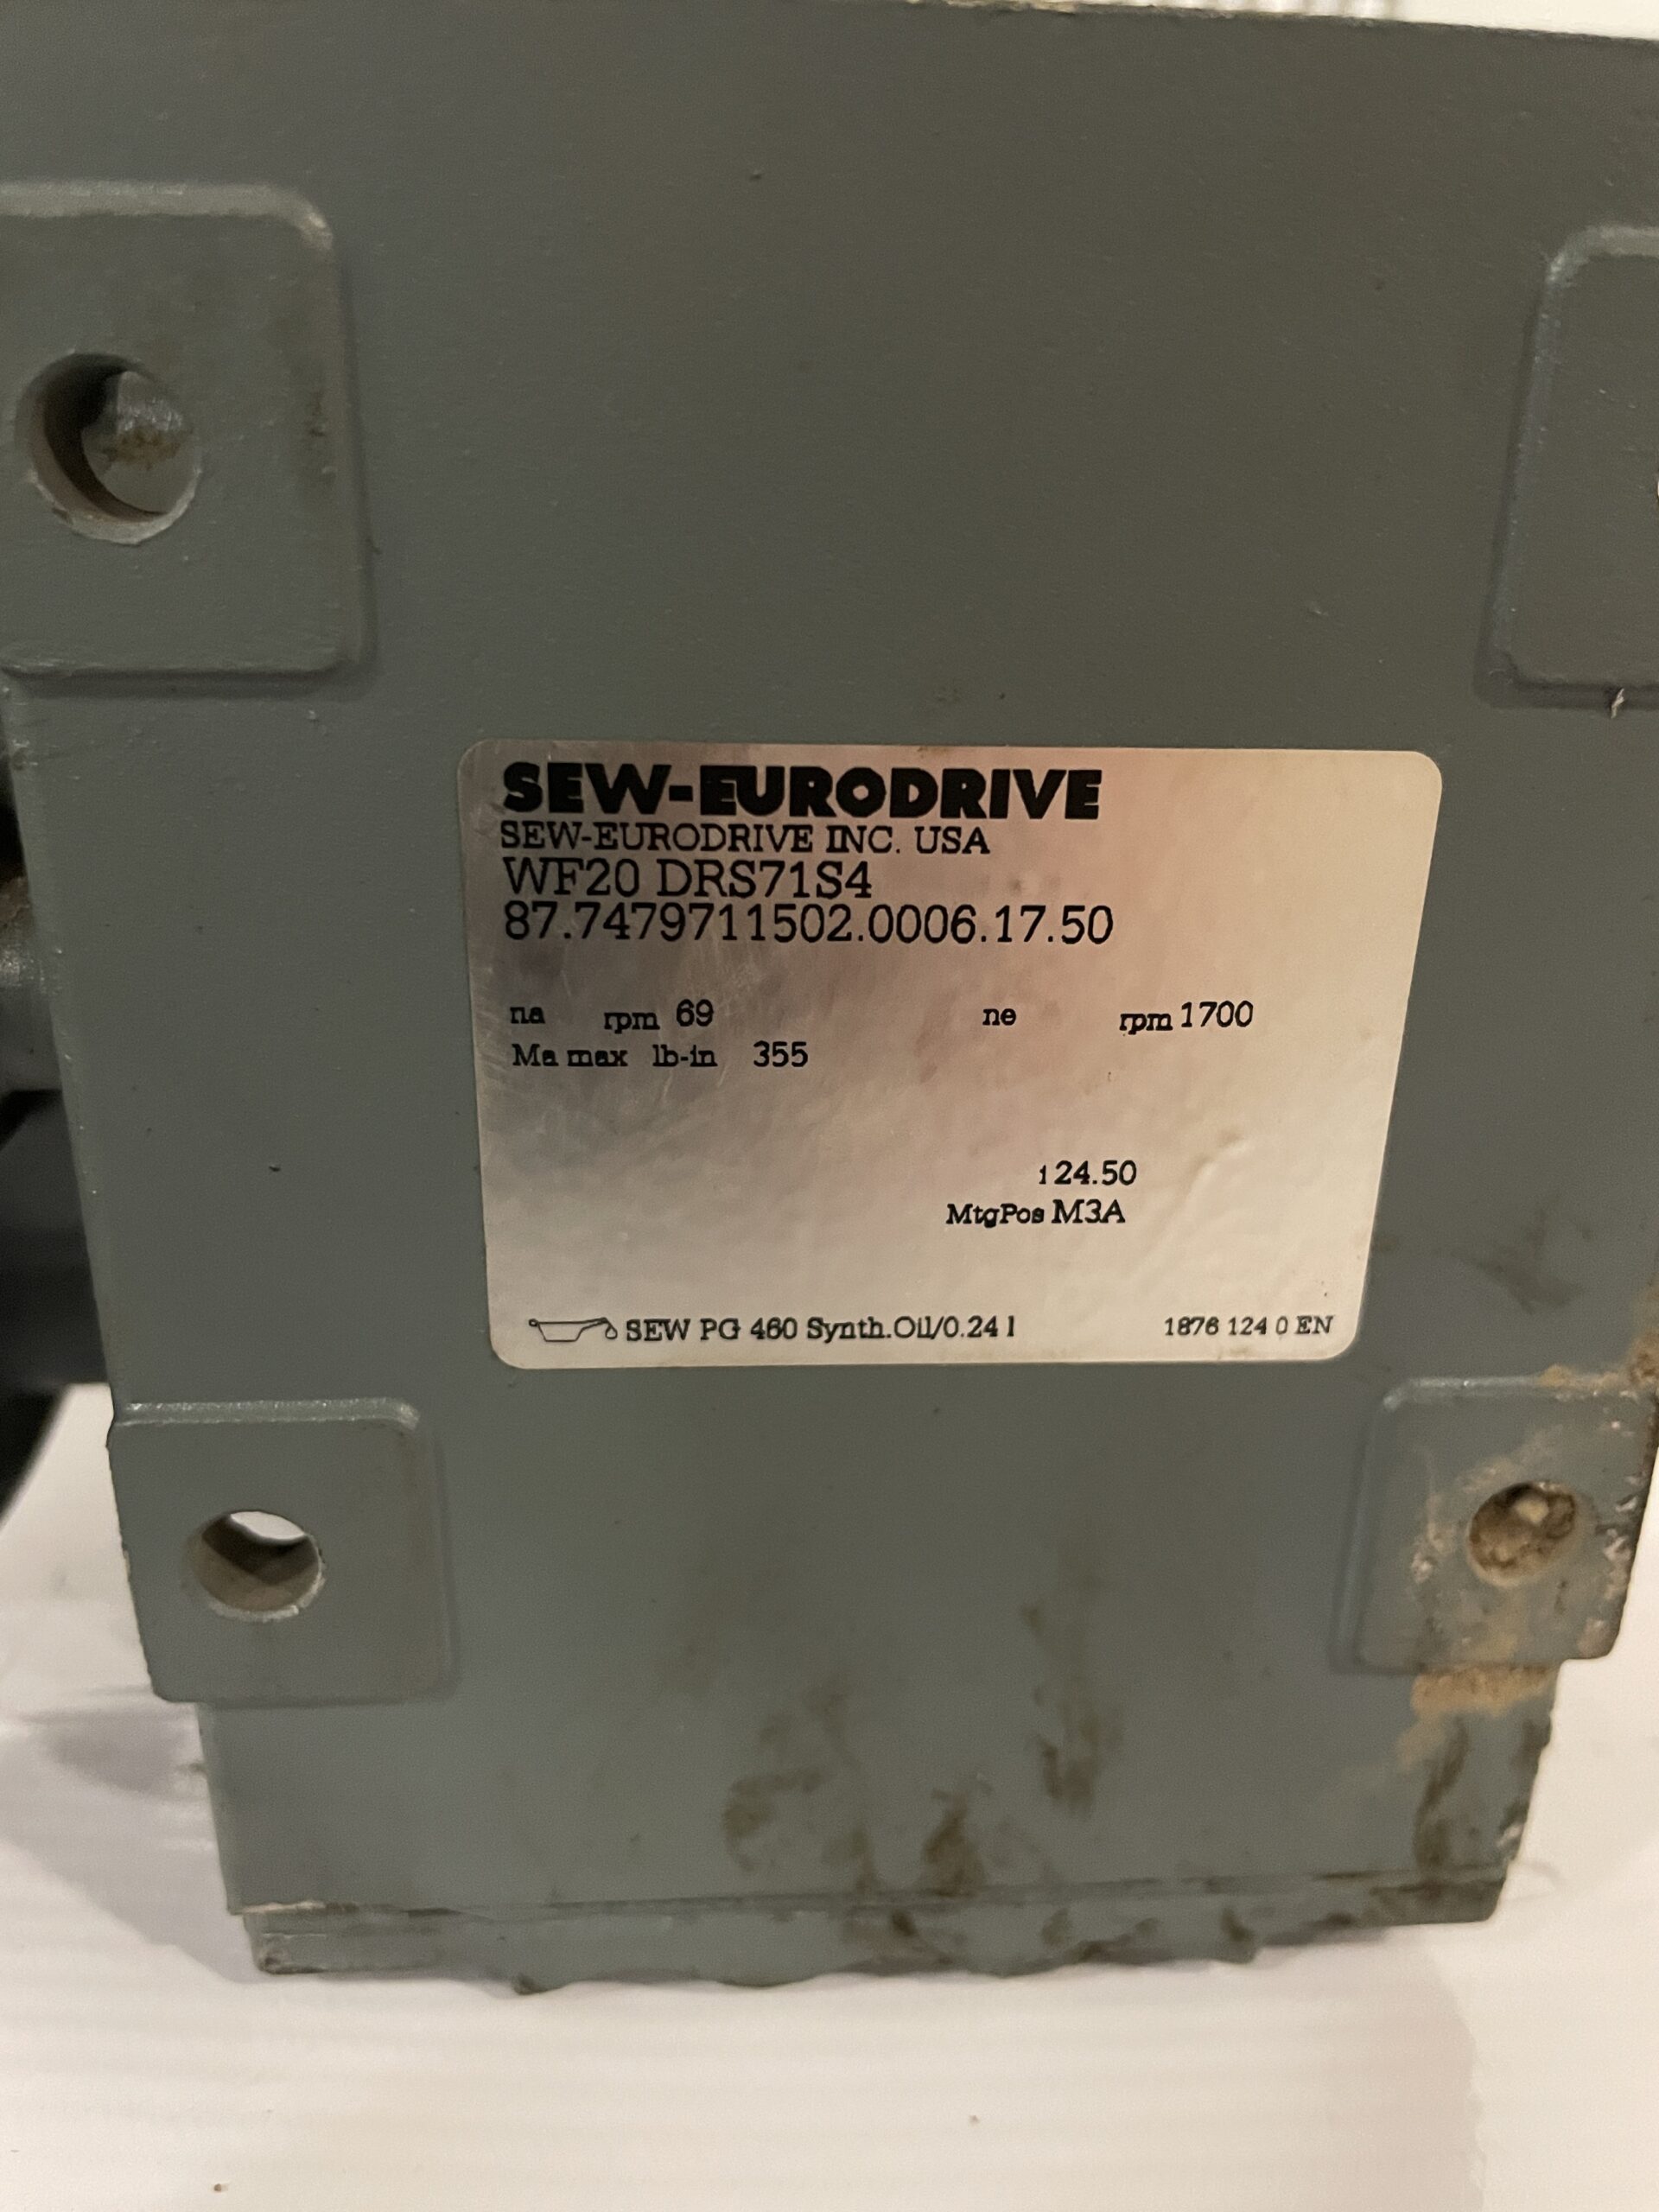 SEW-EURODRIVE
SEW-EURODRIVE INC. USA
WF20 DRS71S4
87.7479711502.0006.17.50
na rpm 69 ne rpm 1700
Ma max lb-in 355
i 24.50
MtgPos M3A
SEW PG 460 Synth.Oil/0.24 l 1876 124 0 EN